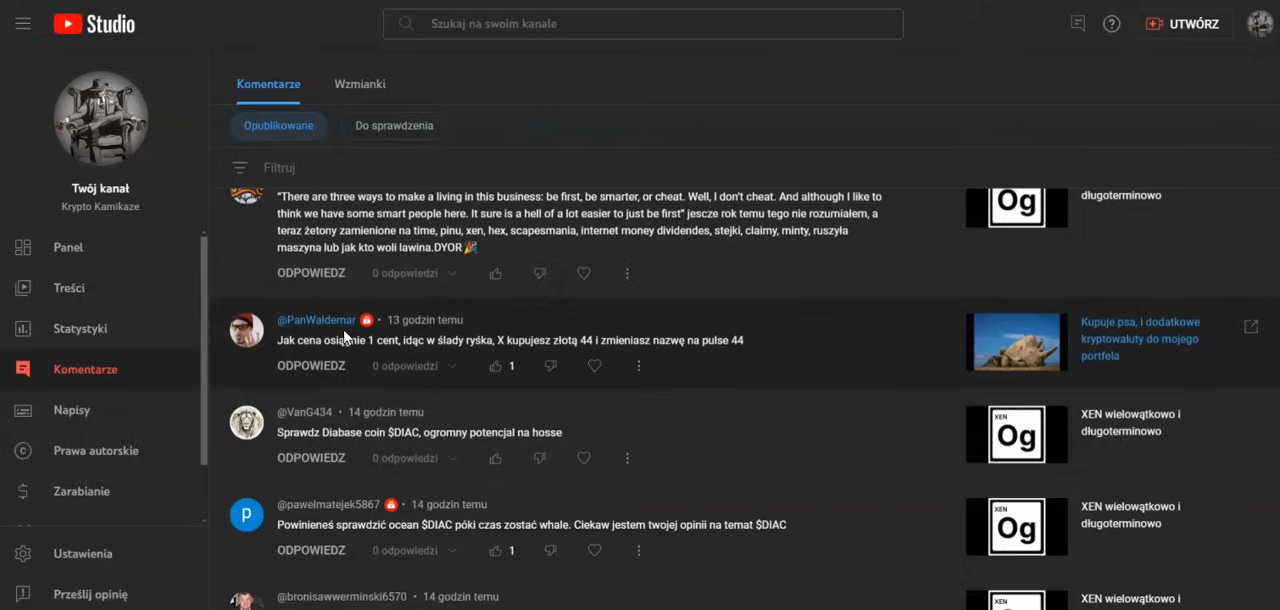 Studio
Szukaj na swoim kanale
UTWÓRZ
Twój kanał
Krypto Kamikaze
Panel
Treści
Statystyki
Komentarze
Napisy
Prawa autorskie
Zarabianie
Ustawienia
Prześlij opinię
Komentarze Wzmianki
Opublikowane Do sprawdzenia
Filtruj
"There are three ways to make a living in this business: be first, be smarter, or cheat. Well, I don't cheat. And although I like to
think we have some smart people here. It sure is a hell of a lot easier to just be first" jescze rok temu tego nie rozumiałem, a
teraz żetony zamienione na time, pinu, xen, hex, scapesmania, internet money dividendes, stejki, claimy, minty, ruszyła
maszyna lub jak kto woli lawina.DYOR🎉
ODPOWIEDZ 0 odpowiedzi
Og
długoterminowo
@PanWaldemar • 13 godzin temu
Jak cena osiągnie 1 cent, idąc w ślady ryśka, X kupujesz złotą 44 i zmieniasz nazwę na pulse 44
ODPOWIEDZ 0 odpowiedzi 1
Kupuje psa, i dodatkowe
kryptowaluty do mojego
portfela
@VanG434 • 14 godzin temu
Sprawdz Diabase coin $DIAC, ogromny potencjal na hosse
ODPOWIEDZ 0 odpowiedzi
XEN
Og
XEN wielowątkowo i
długoterminowo
p
@pawelmatejek5867 • 14 godzin temu
Powinieneś sprawdzić ocean $DIAC póki czas zostać whale. Ciekaw jestem twojej opinii na temat $DIAC
ODPOWIEDZ 0 odpowiedzi 1
XEN
Og
XEN wielowątkowo i
długoterminowo
@bronisawwerminski6570 • 14 godzin temu
XEN
XEN wielowątkowo i